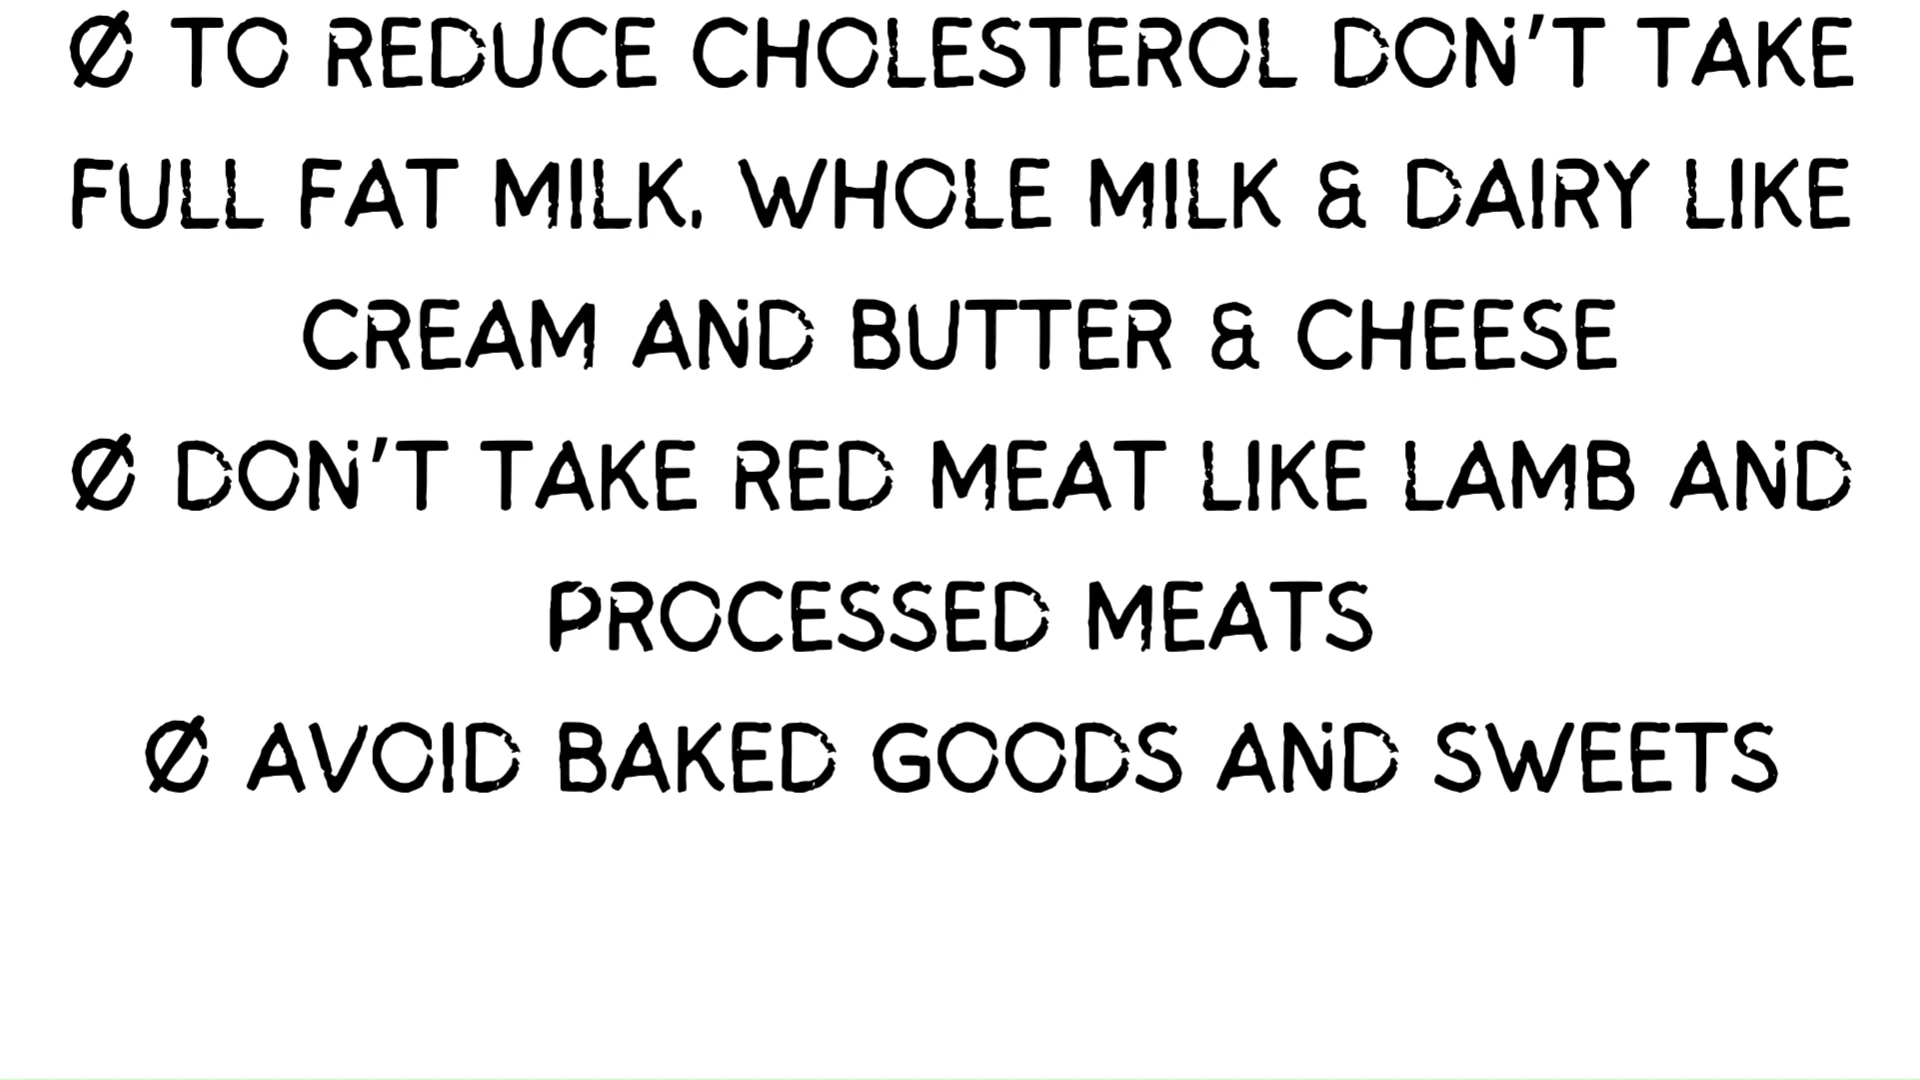 Ø TO REDUCE CHOLESTEROL DON'T TAKE
FULL FAT MILK, WHOLE MILK & DAIRY LIKE
CREAM AND BUTTER & CHEESE
Ø DON'T TAKE RED MEAT LIKE LAMB AND
PROCESSED MEATS
Ø AVOID BAKED GOODS AND SWEETS